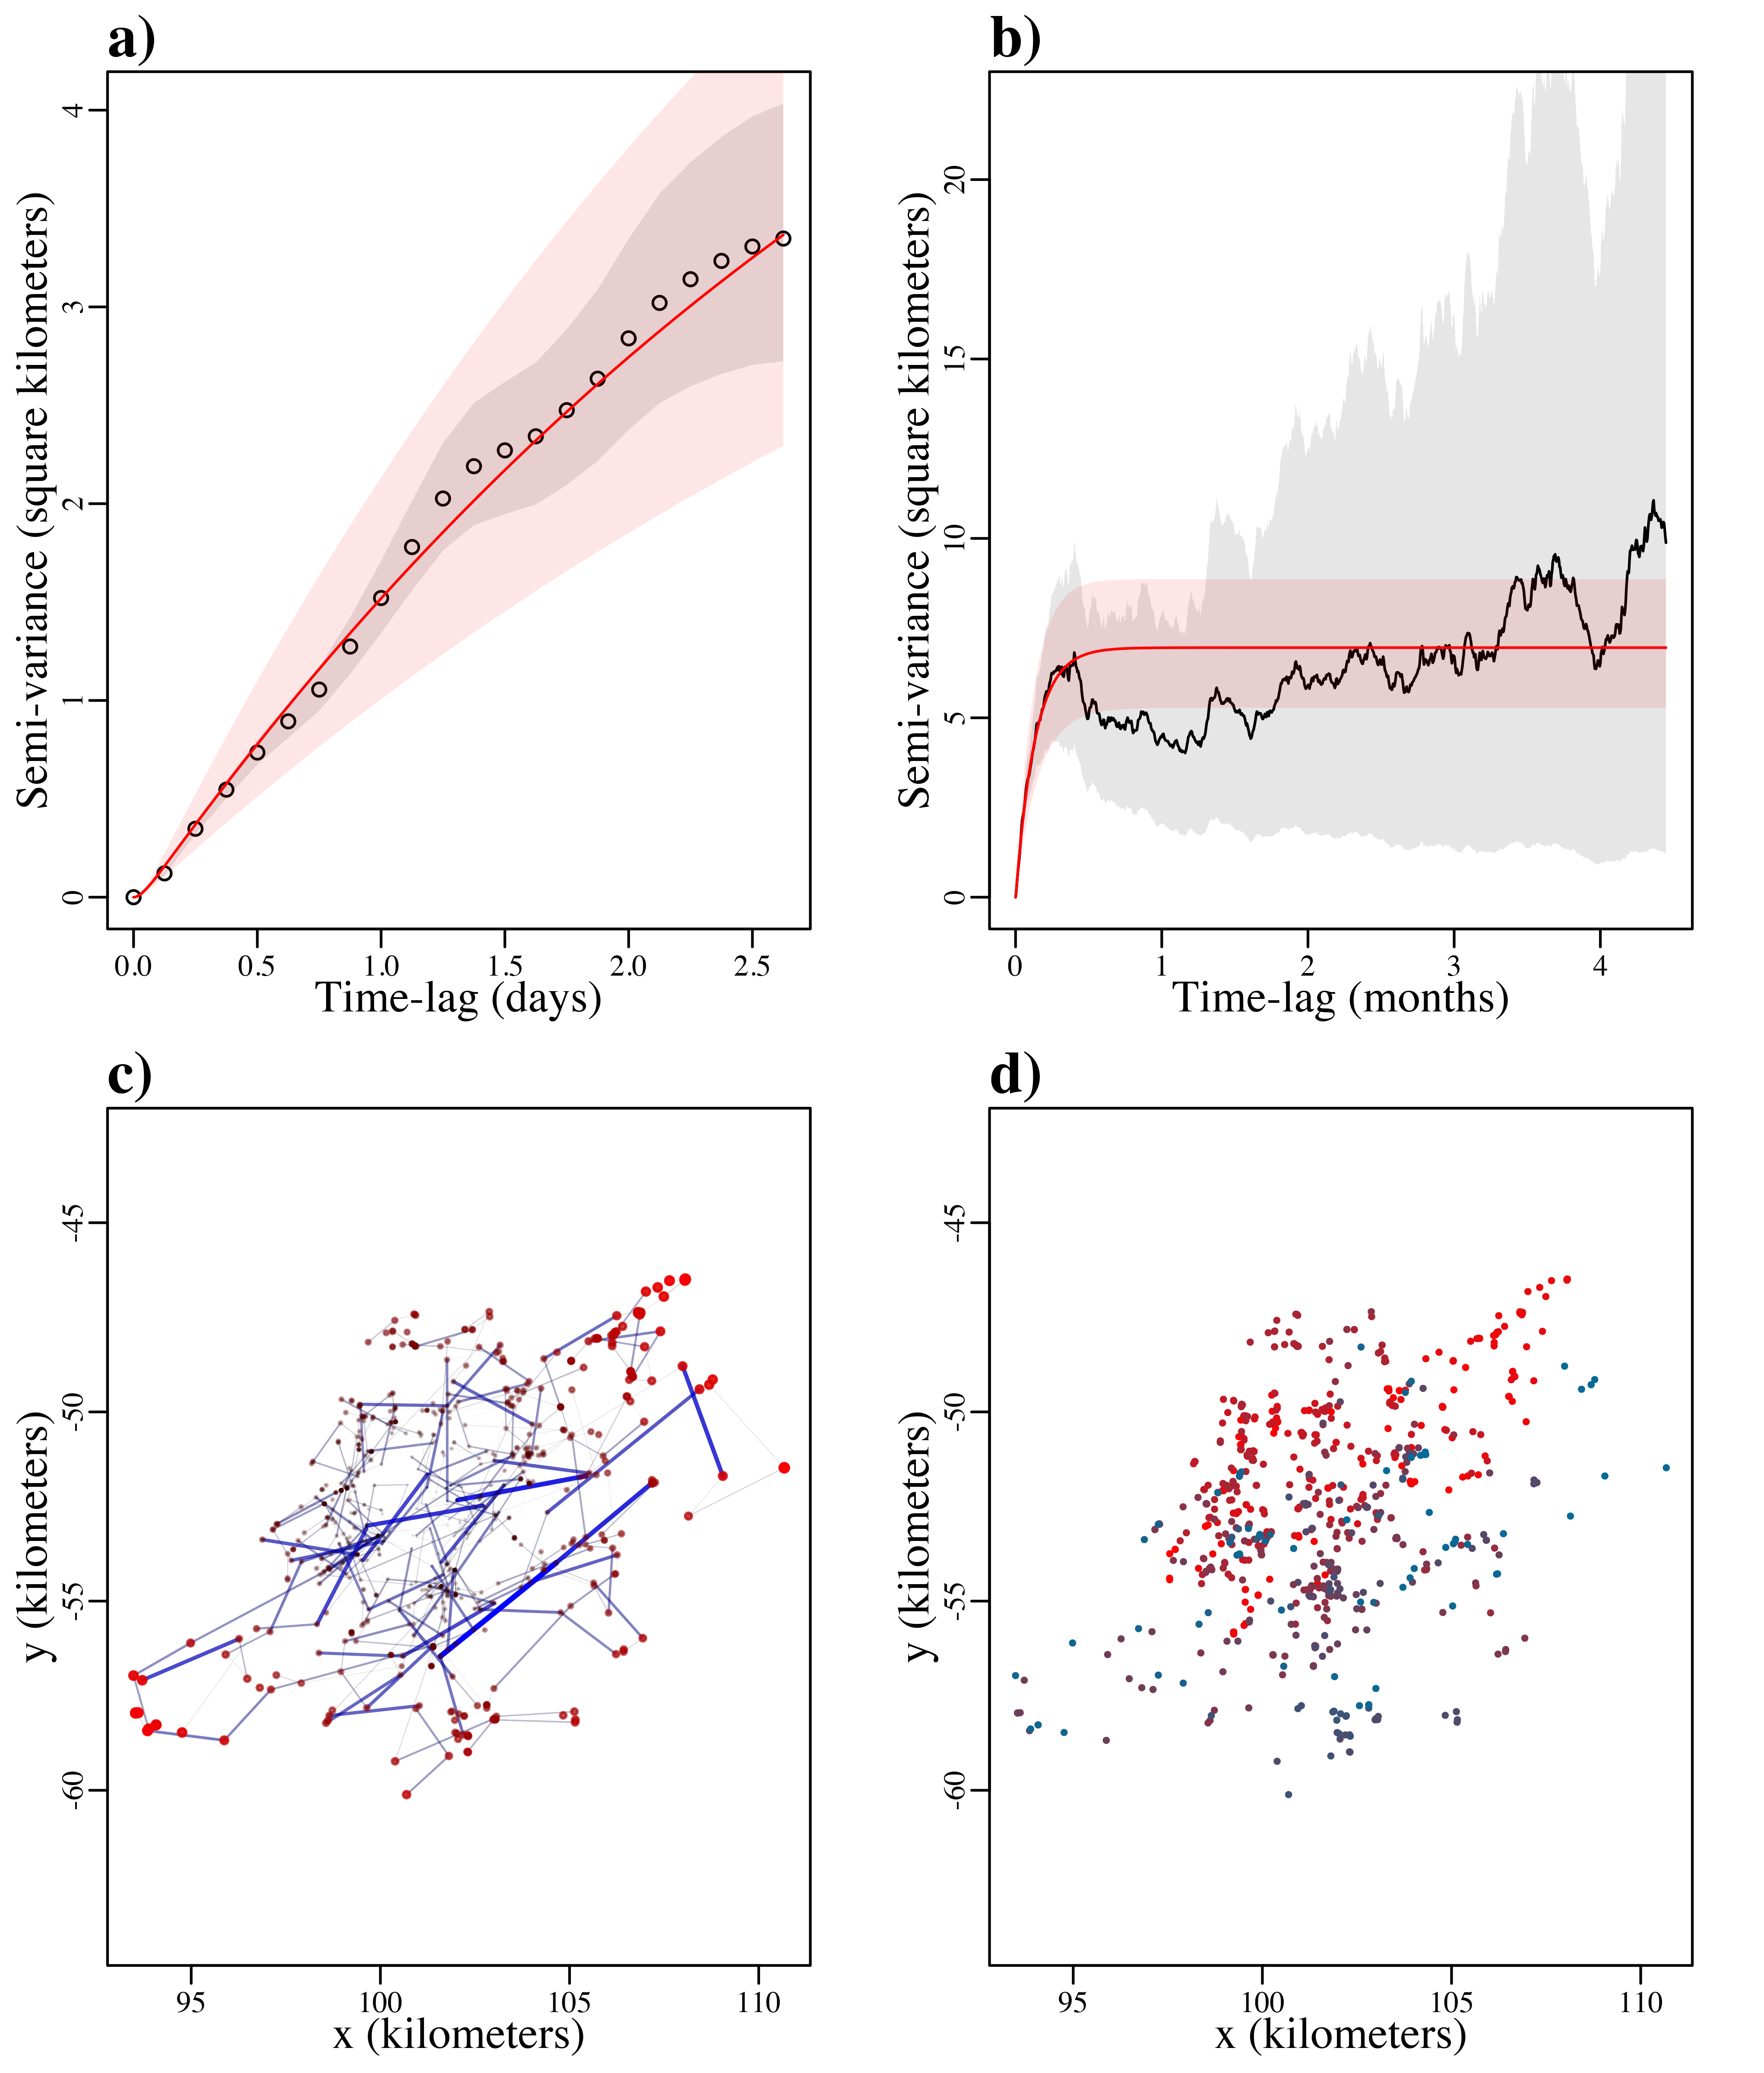 a)
Semi-variance (square kilometers)
4
3
2
1
0
0.0 0.5 1.0 1.5 2.0 2.5
Time-lag (days)
b)
Semi-variance (square kilometers)
20
15
10
5
0
0 1 2 3 4
Time-lag (months)
c)
y (kilometers)
-45
-50
-55
-60
95 100 105 110
x (kilometers)
d)
y (kilometers)
-45
-50
-55
-60
95 100 105 110
x (kilometers)